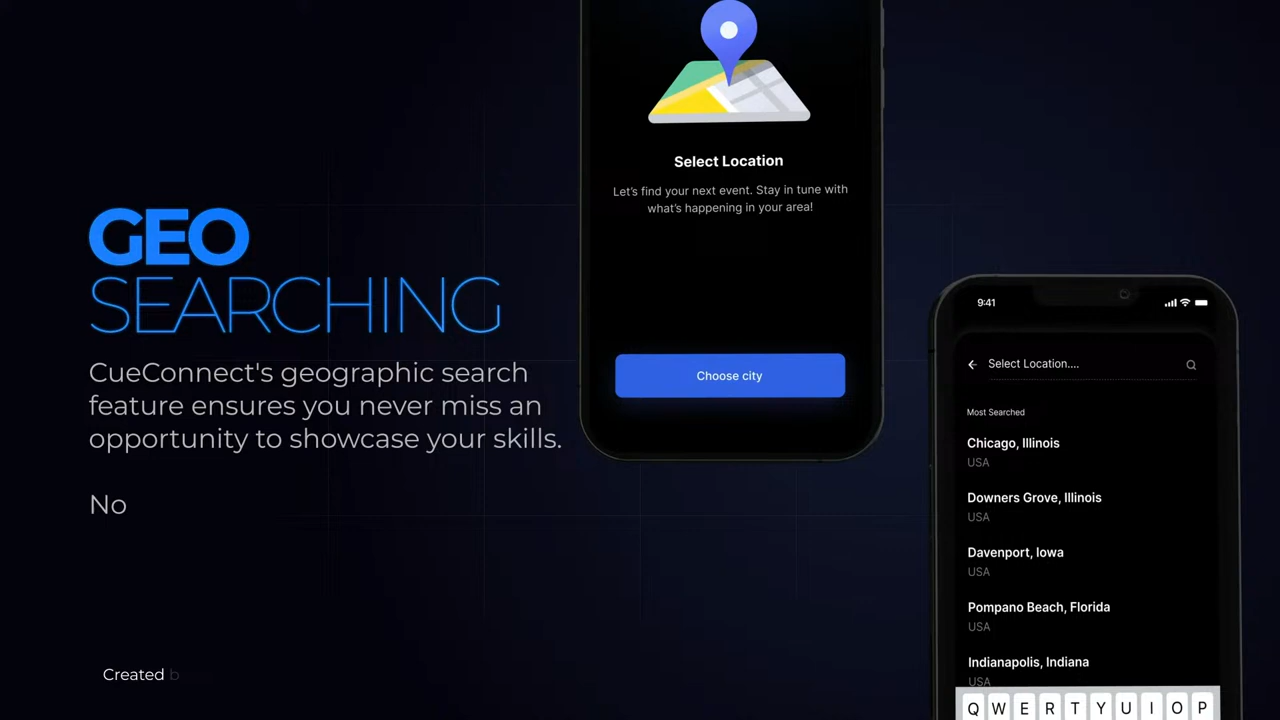 GEO
SEARCHING
CueConnect's geographic search
feature ensures you never miss an
opportunity to showcase your skills.
No
Created b
Select Location
Let's find your next event. Stay in tune with
what's happening in your area!
Choose city
9:41
Select Location....
Most Searched
Chicago, Illinois
USA
Downers Grove, Illinois
USA
Davenport, Iowa
USA
Pompano Beach, Florida
USA
Indianapolis, Indiana
USA
Q W E R T Y U I O P